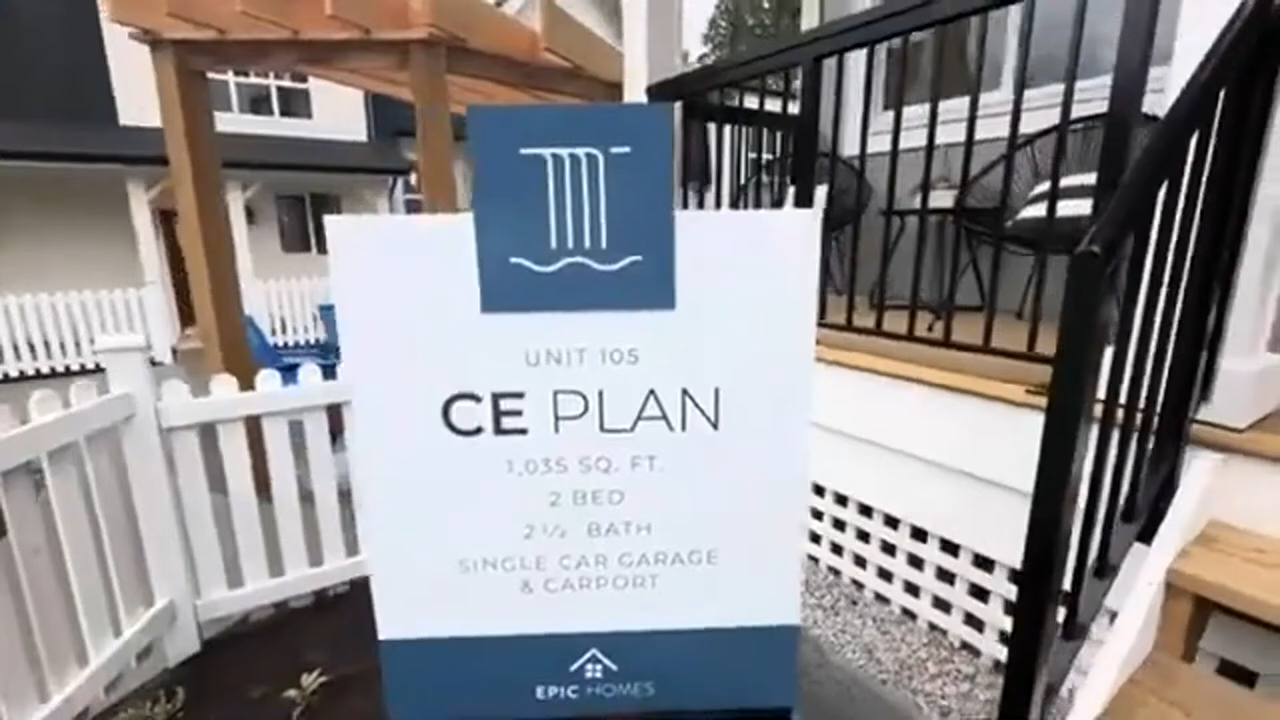 UNIT 105
CE PLAN
1,035 SQ. FT.
2 BED
2 ½ BATH
SINGLE CAR GARAGE
& CARPORT
EPIC HOMES